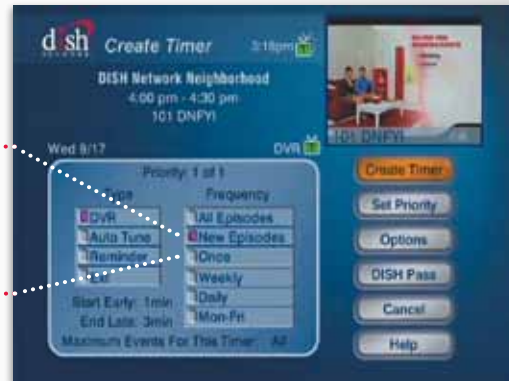 dish
NETWORK
Create Timer
3:18pm
DISH Network Neighborhood
4:00 pm - 4:30 pm
101 DNFYI
101 DNFYI
Wed 8/17
DVR
Priority: 1 of 1
Type
Frequency
DVR
Auto Tune
Reminder
All Episodes
New Episodes
Once
Weekly
Daily
Mon-Fri
Start Early: 1min
End Late: 3min
Maximum Events For This Timer: All
Create Timer
Set Priority
Options
DISH Pass
Cancel
Help